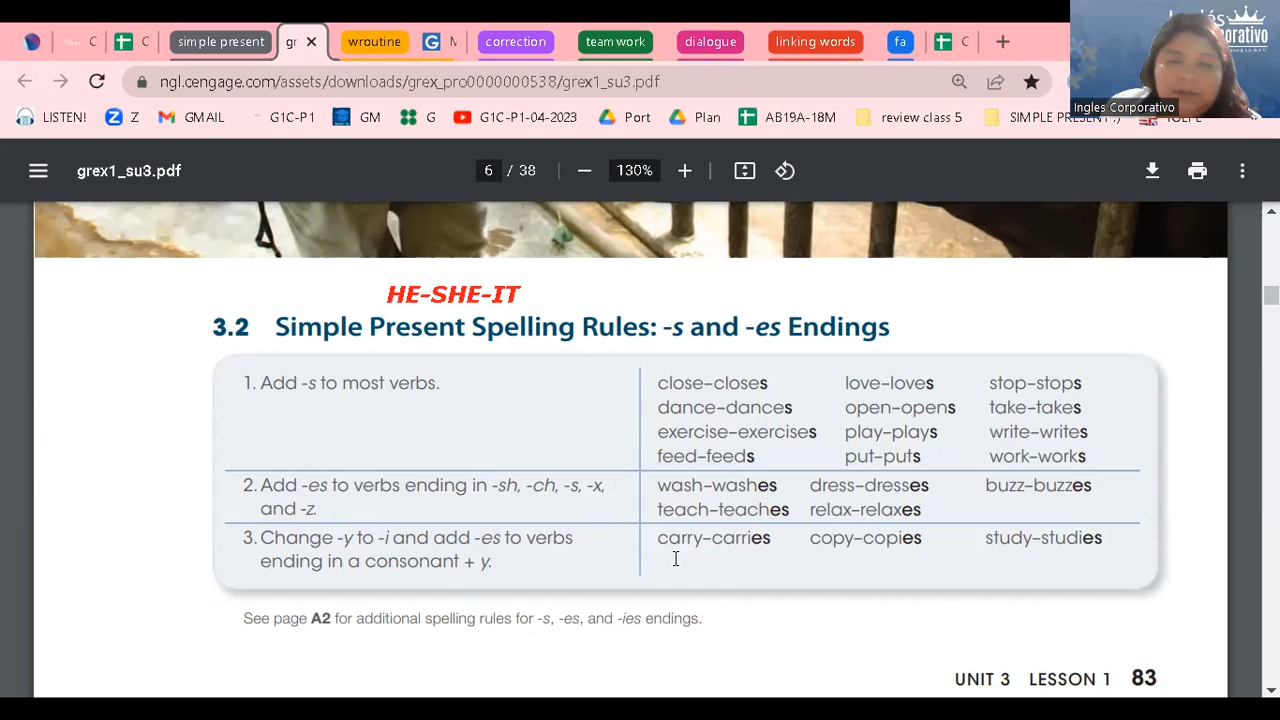 simple present
gr
wroutine
correction
team work
dialogue
linking words
fa
ngl.cengage.com/assets/downloads/grex_pro0000000538/grex1_su3.pdf
Ingles Corporativo
LISTEN!
Z
GMAIL
G1C-P1
GM
G
G1C-P1-04-2023
Port
Plan
AB19A-18M
review class 5
grex1_su3.pdf
6 / 38
130%
HE-SHE-IT
3.2 Simple Present Spelling Rules: -s and -es Endings
1. Add -s to most verbs.
close–closes love–loves stop–stops
dance–dances open–opens take–takes
exercise–exercises play–plays write–writes
feed–feeds put–puts work–works
2. Add -es to verbs ending in -sh, -ch, -s, -x,
and -z.
wash–washes dress–dresses buzz–buzzes
teach–teaches relax–relaxes
3. Change -y to -i and add -es to verbs
ending in a consonant + y.
carry–carries copy–copies study–studies
See page A2 for additional spelling rules for -s, -es, and -ies endings.
UNIT 3 LESSON 1 83